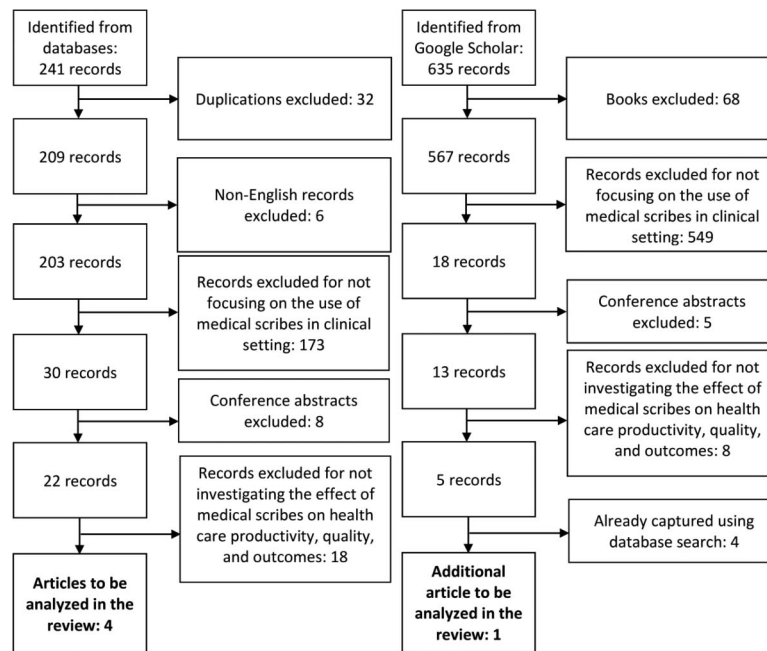 Identified from
databases:
241 records
Duplications excluded: 32
209 records
Non-English records
excluded: 6
203 records
Records excluded for not
focusing on the use of
medical scribes in clinical
setting: 173
30 records
Conference abstracts
excluded: 8
22 records
Records excluded for not
investigating the effect of
medical scribes on health
care productivity, quality,
and outcomes: 18
Articles to be
analyzed in the
review: 4
Identified from
Google Scholar:
635 records
Books excluded: 68
567 records
Records excluded for not
focusing on the use of
medical scribes in clinical
setting: 549
18 records
Conference abstracts
excluded: 5
13 records
Records excluded for not
investigating the effect of
medical scribes on health
care productivity, quality,
and outcomes: 8
5 records
Already captured using
database search: 4
Additional
article to be
analyzed in the
review: 1